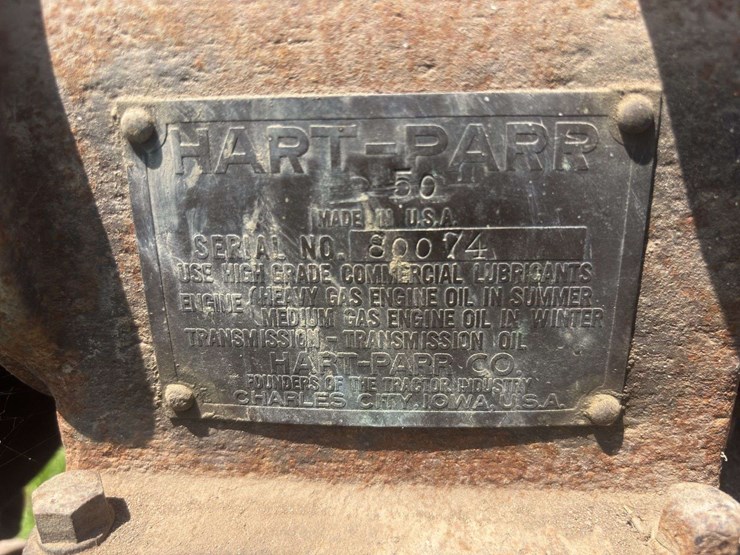 HART-PARR
50
MADE IN U.S.A.
SERIAL NO. 80074
USE HIGH GRADE COMMERCIAL LUBRICANTS
ENGINE { HEAVY GAS ENGINE OIL IN SUMMER
MEDIUM GAS ENGINE OIL IN WINTER
TRANSMISSION - TRANSMISSION OIL
HART-PARR CO.
FOUNDERS OF THE TRACTOR INDUSTRY
CHARLES CITY, IOWA, U.S.A.